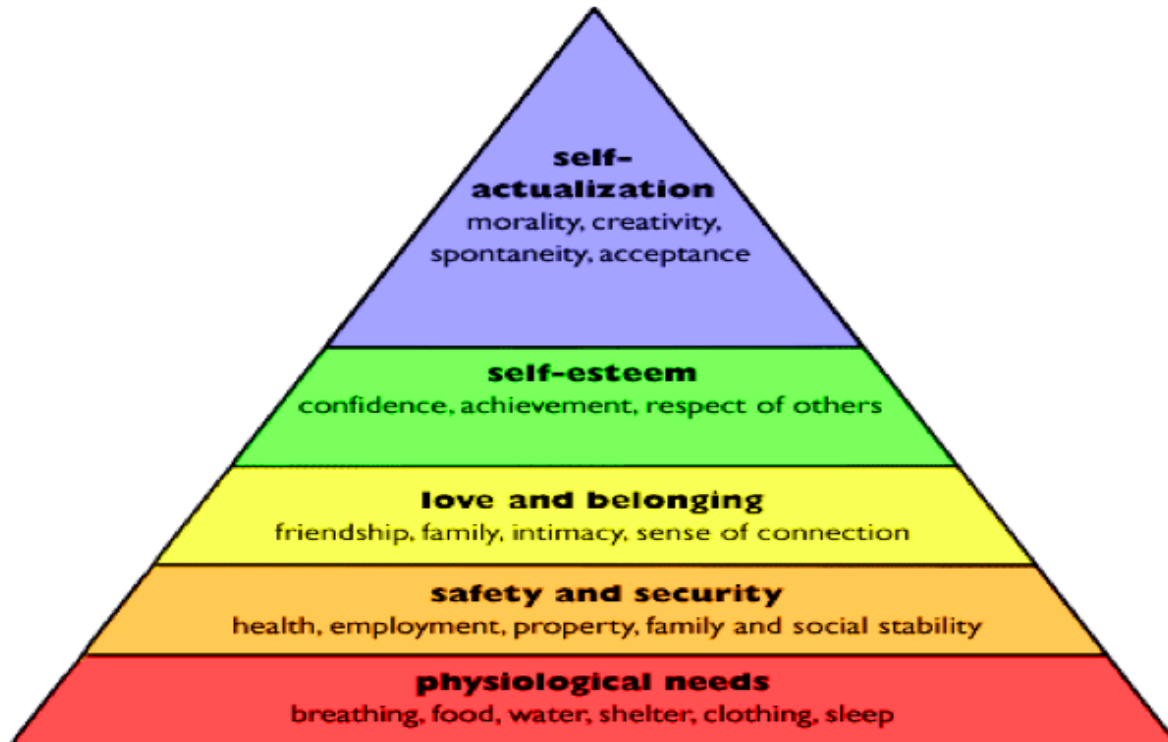 self-
actualization
morality, creativity,
spontaneity, acceptance
self-esteem
confidence, achievement, respect of others
love and belonging
friendship, family, intimacy, sense of connection
safety and security
health, employment, property, family and social stability
physiological needs
breathing, food, water, shelter, clothing, sleep